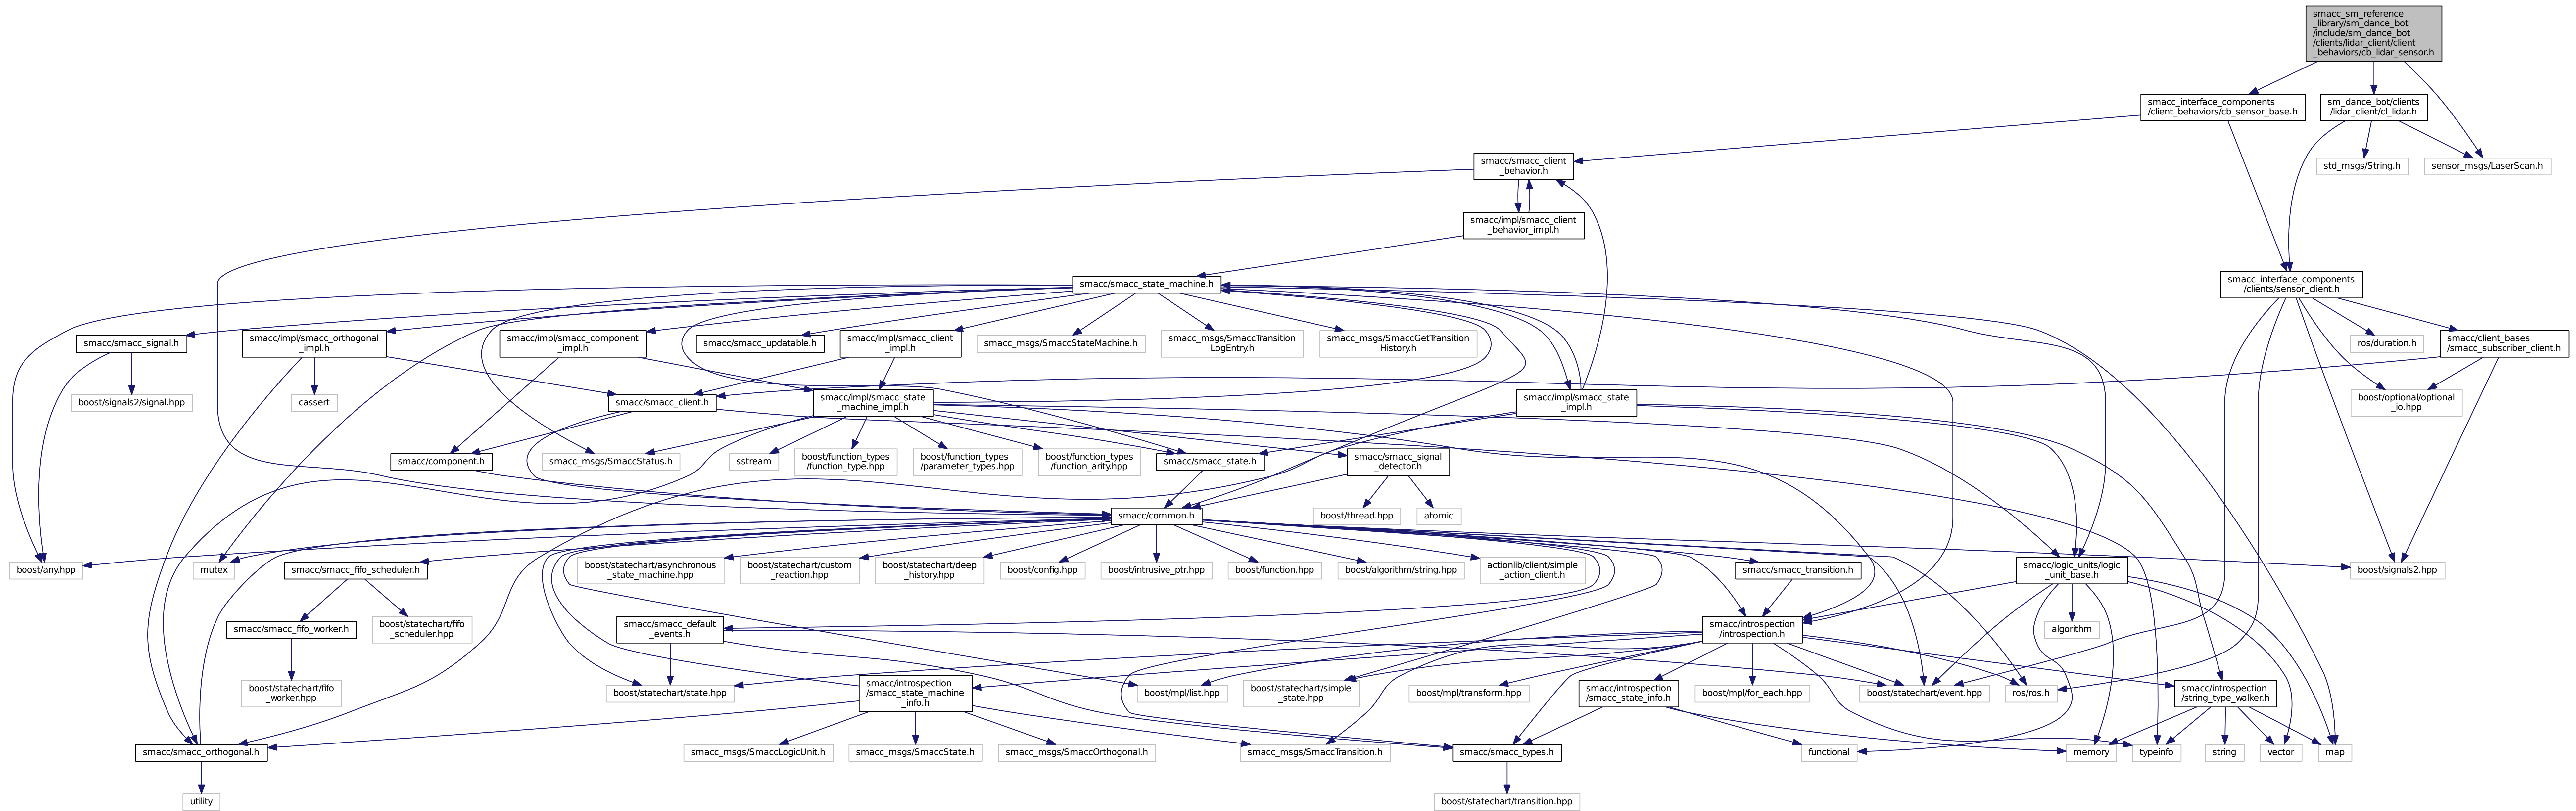 smacc_sm_reference
_library/sm_dance_bot
/include/sm_dance_bot
/clients/lidar_client/client
_behaviors/cb_lidar_sensor.h
smacc_interface_components
/client_behaviors/cb_sensor_base.h
sm_dance_bot/clients
/lidar_client/cl_lidar.h
smacc/smacc_client
_behavior.h
std_msgs/String.h
sensor_msgs/LaserScan.h
smacc/impl/smacc_client
_behavior_impl.h
smacc/smacc_state_machine.h
smacc_interface_components
/clients/sensor_client.h
smacc/smacc_signal.h
smacc/impl/smacc_orthogonal
_impl.h
smacc/impl/smacc_component
_impl.h
smacc/smacc_updatable.h
smacc/impl/smacc_client
_impl.h
smacc_msgs/SmaccStateMachine.h
smacc_msgs/SmaccTransition
LogEntry.h
smacc_msgs/SmaccGetTransition
History.h
ros/duration.h
smacc/client_bases
/smacc_subscriber_client.h
boost/signals2/signal.hpp
cassert
smacc/smacc_client.h
smacc/impl/smacc_state
_machine_impl.h
smacc/impl/smacc_state
_impl.h
boost/optional/optional
_io.hpp
smacc/component.h
smacc_msgs/SmaccStatus.h
sstream
boost/function_types
/function_type.hpp
boost/function_types
/parameter_types.hpp
boost/function_types
/function_arity.hpp
smacc/smacc_state.h
smacc/smacc_signal
_detector.h
smacc/common.h
boost/thread.hpp
atomic
boost/any.hpp
mutex
smacc/smacc_fifo_scheduler.h
boost/statechart/asynchronous
_state_machine.hpp
boost/statechart/custom
_reaction.hpp
boost/statechart/deep
_history.hpp
boost/config.hpp
boost/intrusive_ptr.hpp
boost/function.hpp
boost/algorithm/string.hpp
actionlib/client/simple
_action_client.h
smacc/smacc_transition.h
smacc/logic_units/logic
_unit_base.h
boost/signals2.hpp
smacc/smacc_fifo_worker.h
boost/statechart/fifo
_scheduler.hpp
smacc/smacc_default
_events.h
smacc/introspection
/introspection.h
algorithm
boost/statechart/fifo
_worker.hpp
boost/statechart/state.hpp
smacc/introspection
/smacc_state_machine
_info.h
boost/mpl/list.hpp
boost/statechart/simple
_state.hpp
boost/mpl/transform.hpp
smacc/introspection
/smacc_state_info.h
boost/mpl/for_each.hpp
boost/statechart/event.hpp
ros/ros.h
smacc/introspection
/string_type_walker.h
smacc/smacc_orthogonal.h
smacc_msgs/SmaccLogicUnit.h
smacc_msgs/SmaccState.h
smacc_msgs/SmaccOrthogonal.h
smacc_msgs/SmaccTransition.h
smacc/smacc_types.h
functional
memory
typeinfo
string
vector
map
utility
boost/statechart/transition.hpp